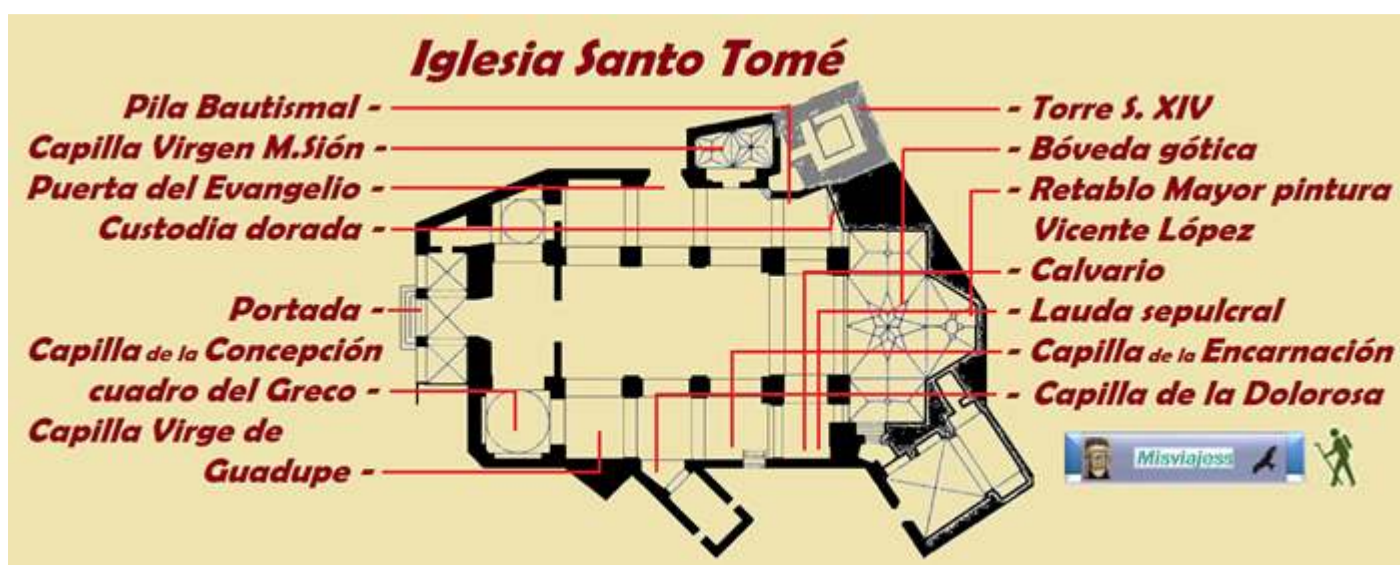 Iglesia Santo Tomé
Pila Bautismal -
Capilla Virgen M.Sión -
Puerta del Evangelio -
Custodia dorada -
Portada -
Capilla de la Concepción
cuadro del Greco -
Capilla Virge de
Guadupe -
- Torre S. XIV
- Bóveda gótica
- Retablo Mayor pintura
Vicente López
- Calvario
- Lauda sepulcral
- Capilla de la Encarnación
- Capilla de la Dolorosa
Misviajoss